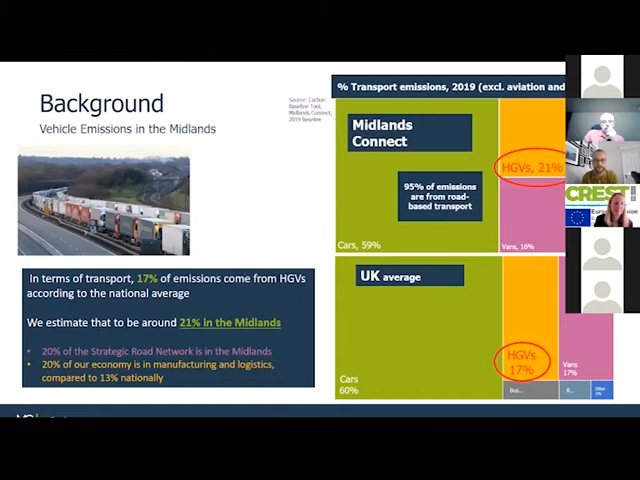 Background
Vehicle Emissions in the Midlands
Source: Carbon
Baseline Tool,
Midlands Connect,
2019 baseline
% Transport emissions, 2019 (excl. aviation and
Midlands
Connect
95% of emissions
are from road-
based transport
HGVs, 21%
Cars, 59%
Vans, 16%
CREST!
In terms of transport, 17% of emissions come from HGVs
according to the national average
We estimate that to be around 21% in the Midlands
• 20% of the Strategic Road Network is in the Midlands
• 20% of our economy is in manufacturing and logistics,
compared to 13% nationally
UK average
HGVs
17%
Vans
17%
Cars
60%
Bus...
R...
Other